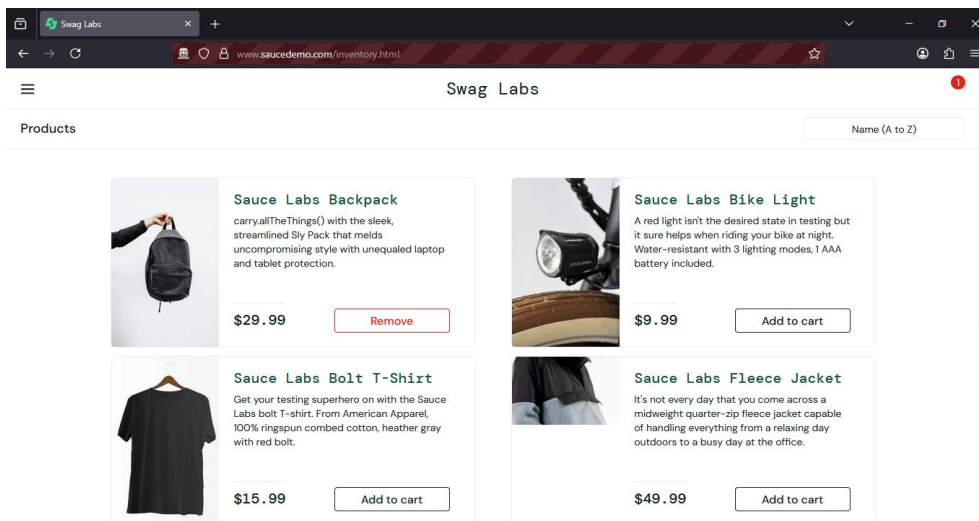 Swag Labs
www.saucedemo.com/inventory.html
Swag Labs
1
Products
Name (A to Z)
Sauce Labs Backpack
carry.allTheThings() with the sleek,
streamlined Sly Pack that melds
uncompromising style with unequaled laptop
and tablet protection.
$29.99
Remove
Sauce Labs Bike Light
A red light isn't the desired state in testing but
it sure helps when riding your bike at night.
Water-resistant with 3 lighting modes, 1 AAA
battery included.
$9.99
Add to cart
Sauce Labs Bolt T-Shirt
Get your testing superhero on with the Sauce
Labs bolt T-shirt. From American Apparel,
100% ringspun combed cotton, heather gray
with red bolt.
$15.99
Add to cart
Sauce Labs Fleece Jacket
It's not every day that you come across a
midweight quarter-zip fleece jacket capable
of handling everything from a relaxing day
outdoors to a busy day at the office.
$49.99
Add to cart